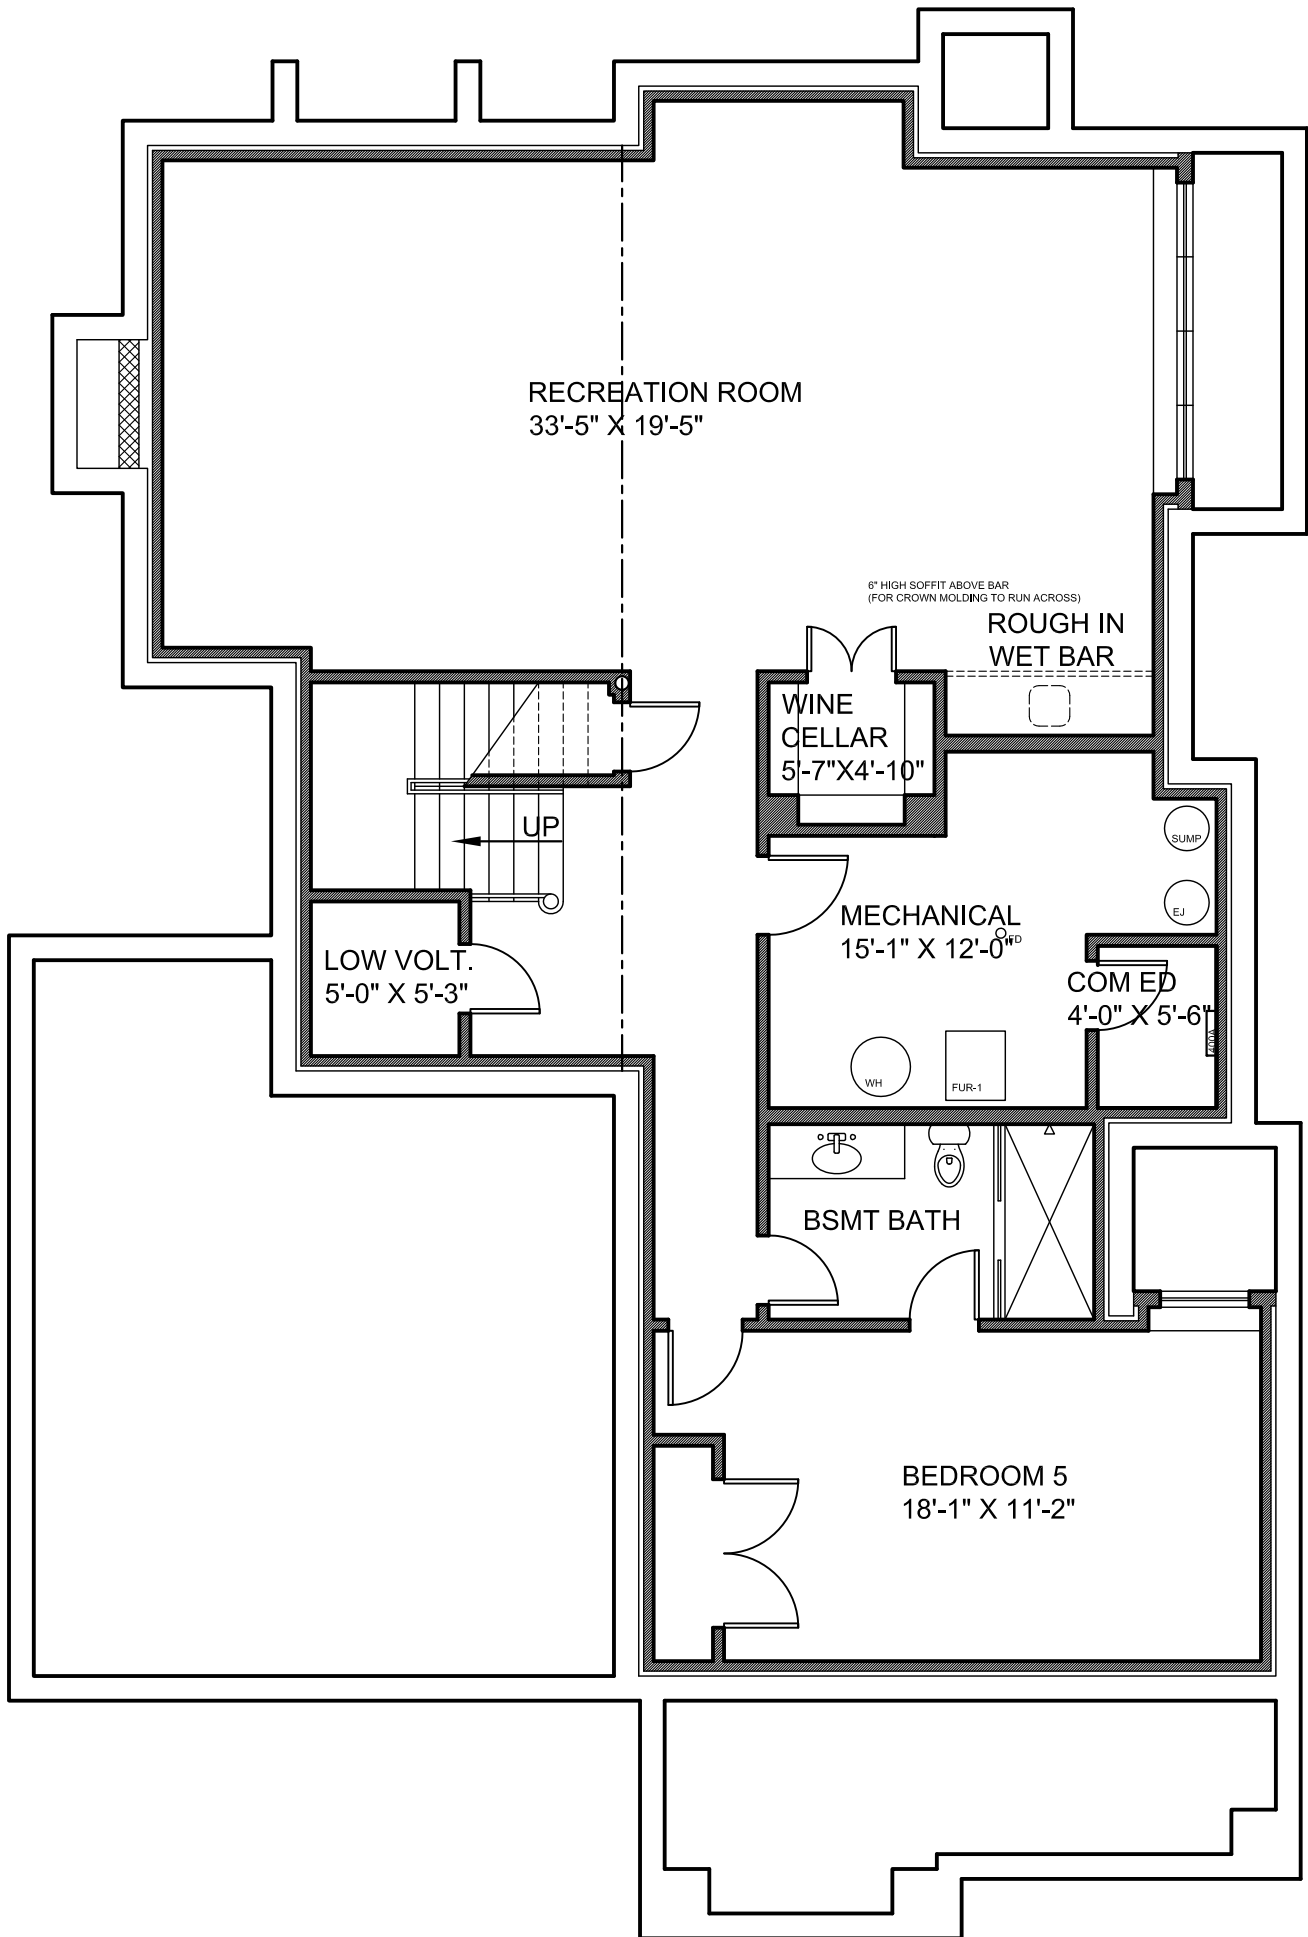 RECREATION ROOM
33'-5" X 19'-5"
6" HIGH SOFFIT ABOVE BAR
(FOR CROWN MOLDING TO RUN ACROSS)
ROUGH IN
WET BAR
WINE
CELLAR
5'-7"X4'-10"
UP
SUMP
EJ
MECHANICAL
15'-1" X 12'-0"
FD
LOW VOLT.
5'-0" X 5'-3"
COM ED
4'-0" X 5'-6"
400A
WH
FUR-1
BSMT BATH
BEDROOM 5
18'-1" X 11'-2"